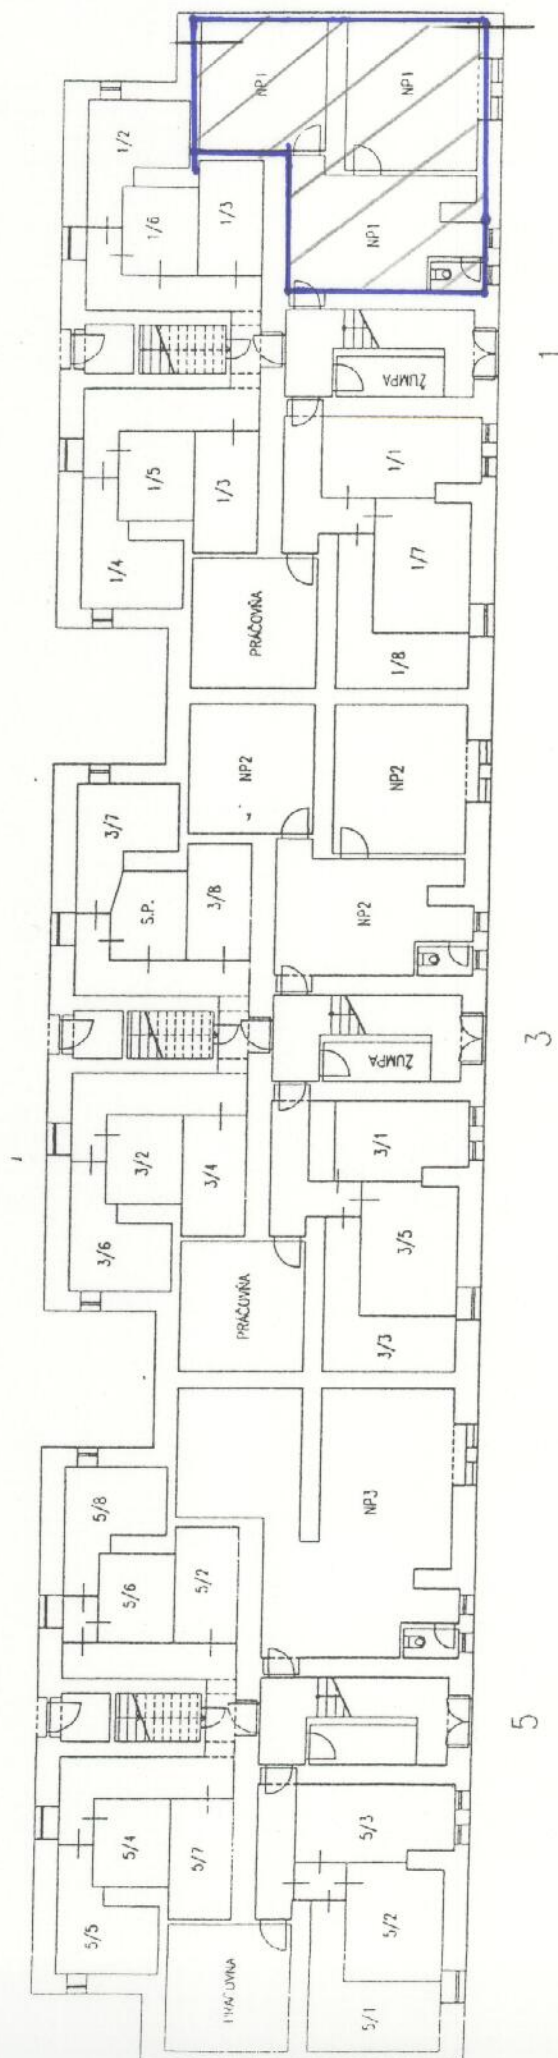 NP1
NP1
1/2
1/6
1/3
NP1
1
ŽUMPA
1/5
1/3
1/1
1/4
1/7
PRÁČOVŇA
1/8
NP2
NP2
3/7
S.P.
3/8
NP2
3
ŽUMPA
3/2
3/4
3/1
3/6
3/5
PRÁČOVŇA
3/3
5/8
NP3
5/6
5/2
5
5/4
5/7
5/3
5/5
5/2
PRÁČOVŇA
5/1